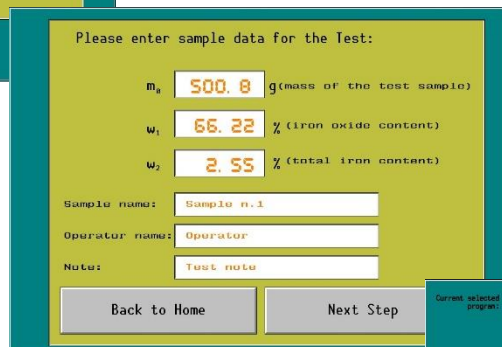 Please enter sample data for the Test:
m₀ 500. 8 g(mass of the test sample)
w₁ 66. 22 % (iron oxide content)
w₂ 2. 55 % (total iron content)
Sample name: Sample n.1
Operator name: Operator
Note: Test note
Back to Home Next Step
Current selected
program: